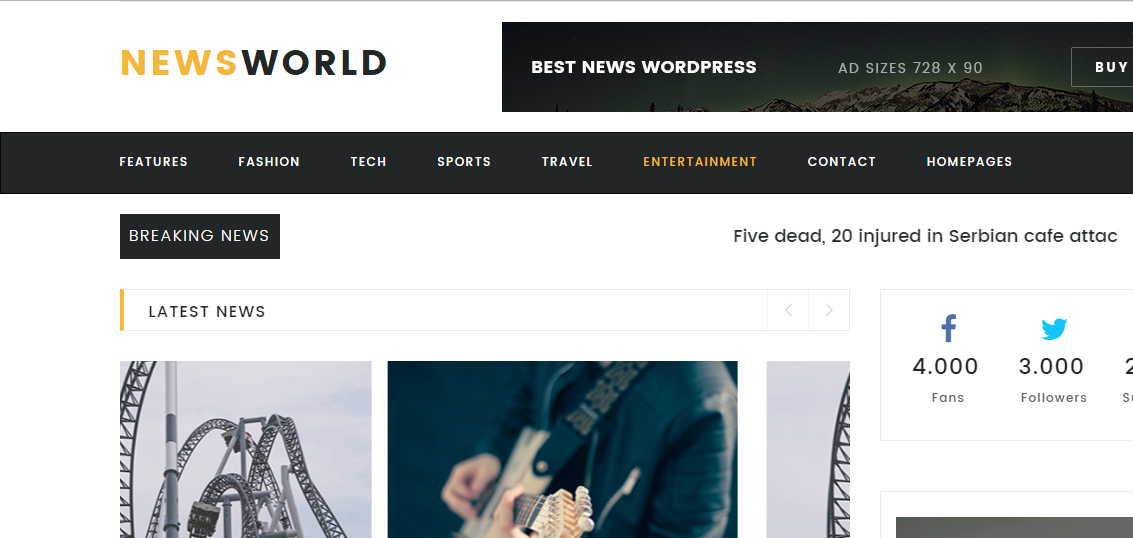 NEWSWORLD
BEST NEWS WORDPRESS
AD SIZES 728 X 90
BUY
FEATURES FASHION TECH SPORTS TRAVEL ENTERTAINMENT CONTACT HOMEPAGES
BREAKING NEWS
Five dead, 20 injured in Serbian cafe attac
LATEST NEWS
4.000 3.000 2
Fans Followers